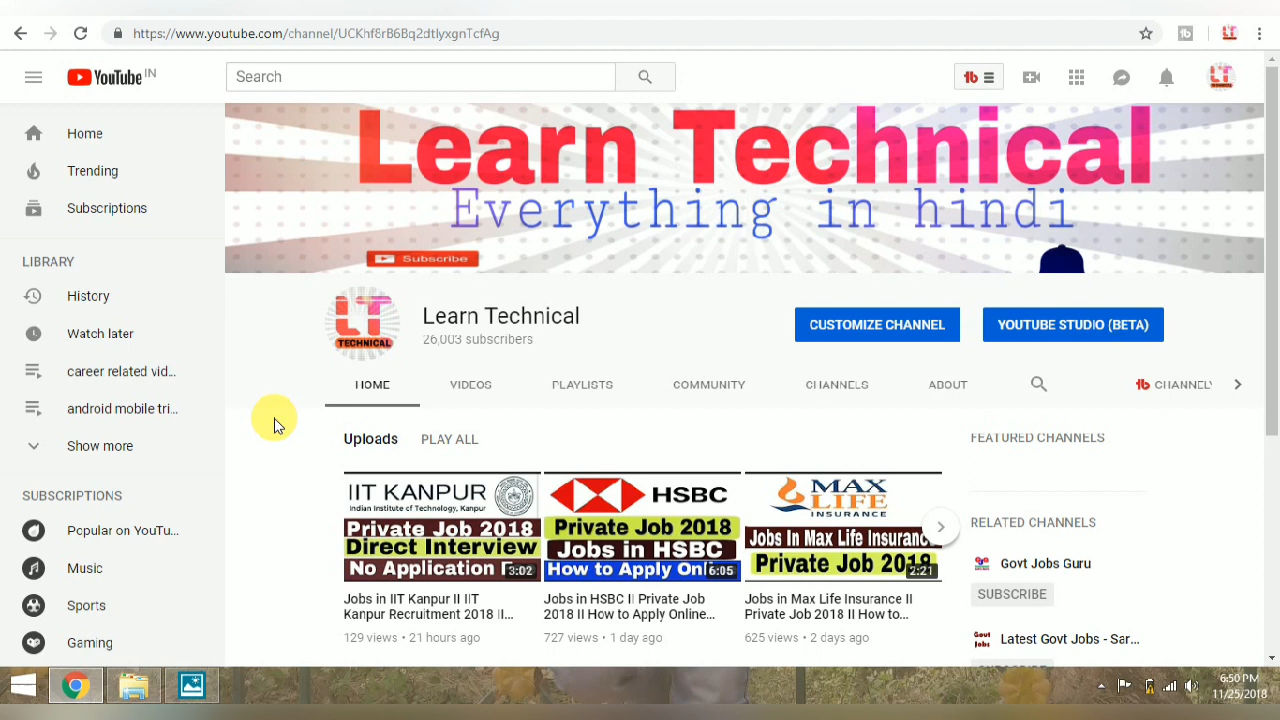 https://www.youtube.com/channel/UCKhf8rB6Bq2dtlyxgnTcfAg
YouTube IN
Search
Home
Trending
Subscriptions
LIBRARY
History
Watch later
career related vid...
android mobile tri...
Show more
SUBSCRIPTIONS
Popular on YouTu...
Music
Sports
Gaming
Learn Technical
Everything in hindi
Subscribe
LT
TECHNICAL
Learn Technical
26,003 subscribers
CUSTOMIZE CHANNEL
YOUTUBE STUDIO (BETA)
HOME
VIDEOS
PLAYLISTS
COMMUNITY
CHANNELS
ABOUT
CHANNEL
Uploads
PLAY ALL
IIT KANPUR
Indian Institute of Technology, Kanpur
Private Job 2018
Direct Interview
No Application
3:02
Jobs in IIT Kanpur II IIT
Kanpur Recruitment 2018 II...
129 views • 21 hours ago
HSBC
Private Job 2018
Jobs in HSBC
How to Apply Onl
6:05
Jobs in HSBC II Private Job
2018 II How to Apply Online...
727 views • 1 day ago
MAX
LIFE
INSURANCE
Jobs In Max Life Insuranc
Private Job 2018
2:21
Jobs in Max Life Insurance II
Private Job 2018 II How to...
625 views • 2 days ago
FEATURED CHANNELS
RELATED CHANNELS
Govt Jobs Guru
SUBSCRIBE
Govt
Jobs
Latest Govt Jobs - Sar...
6:50 PM
11/25/2018